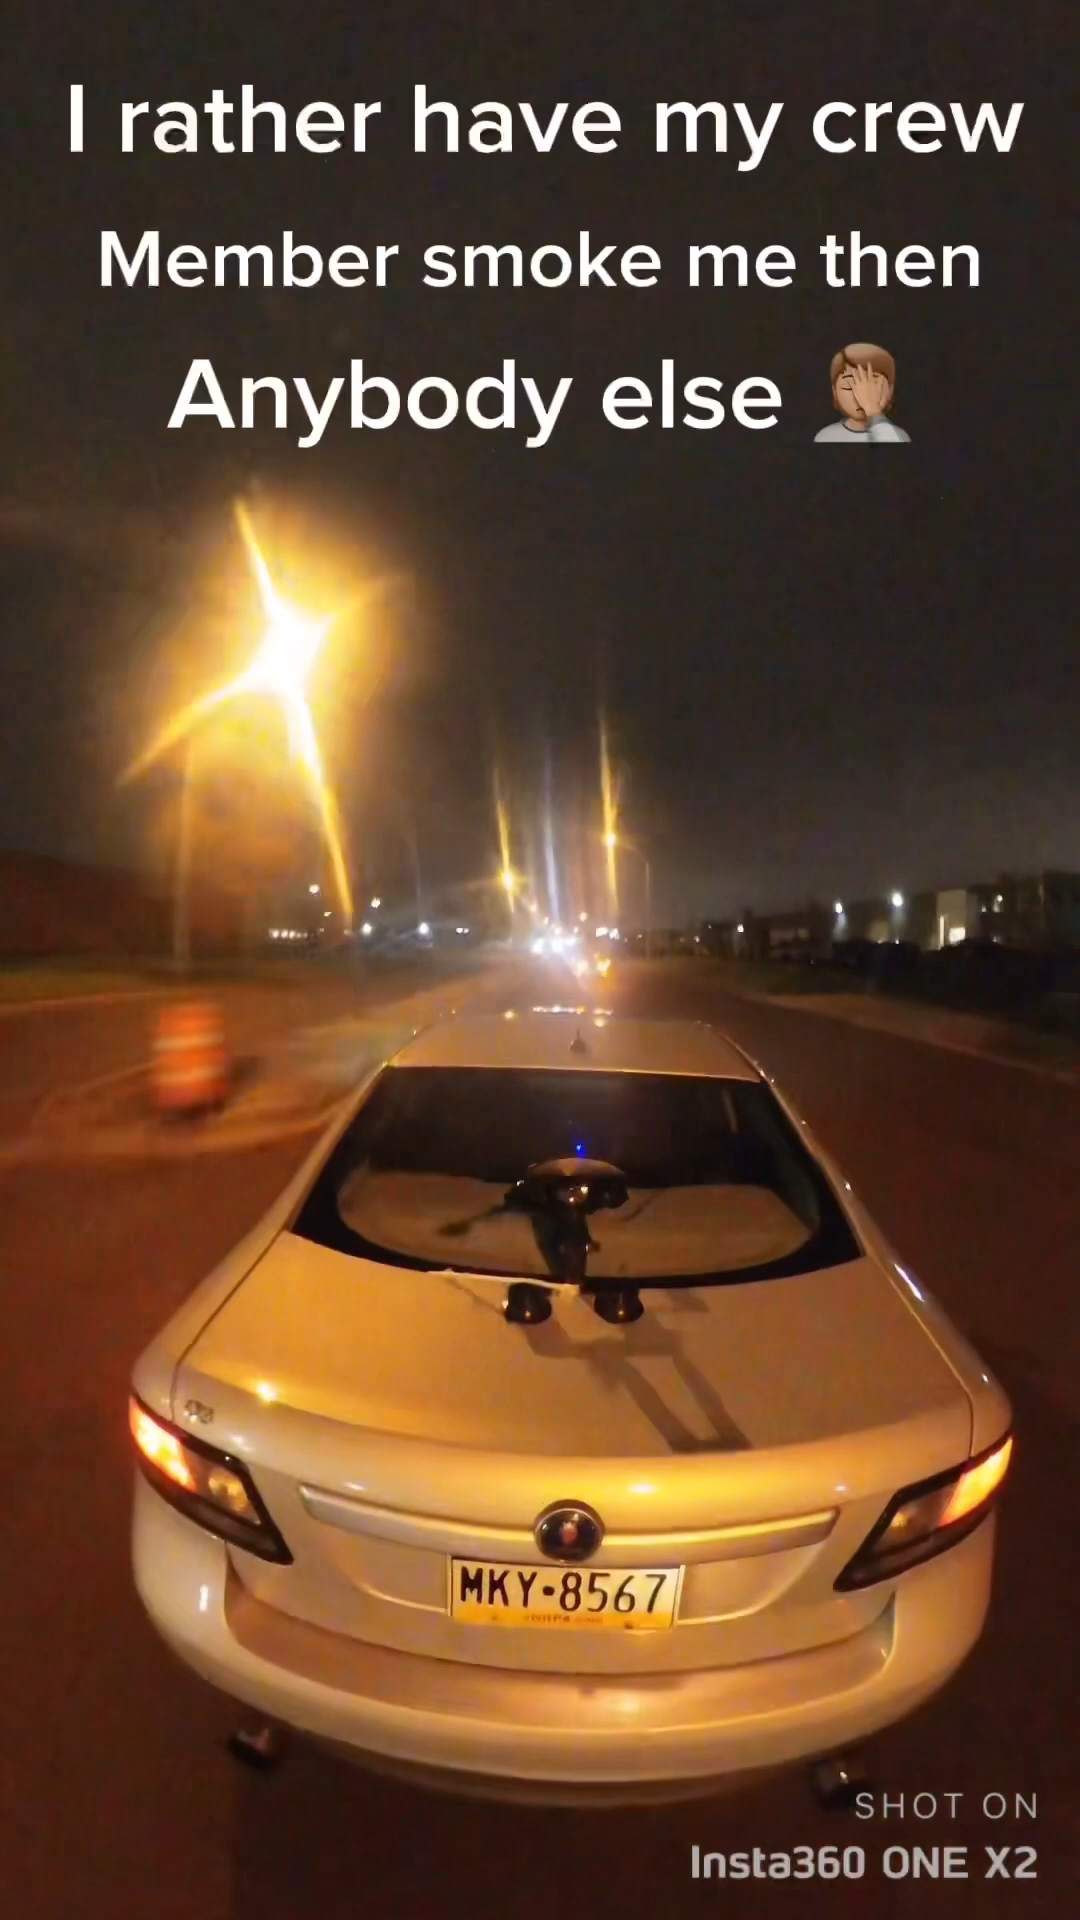 I rather have my crew
Member smoke me then
Anybody else 🤦🏽
MKY-8567
SHOT ON
Insta360 ONE X2